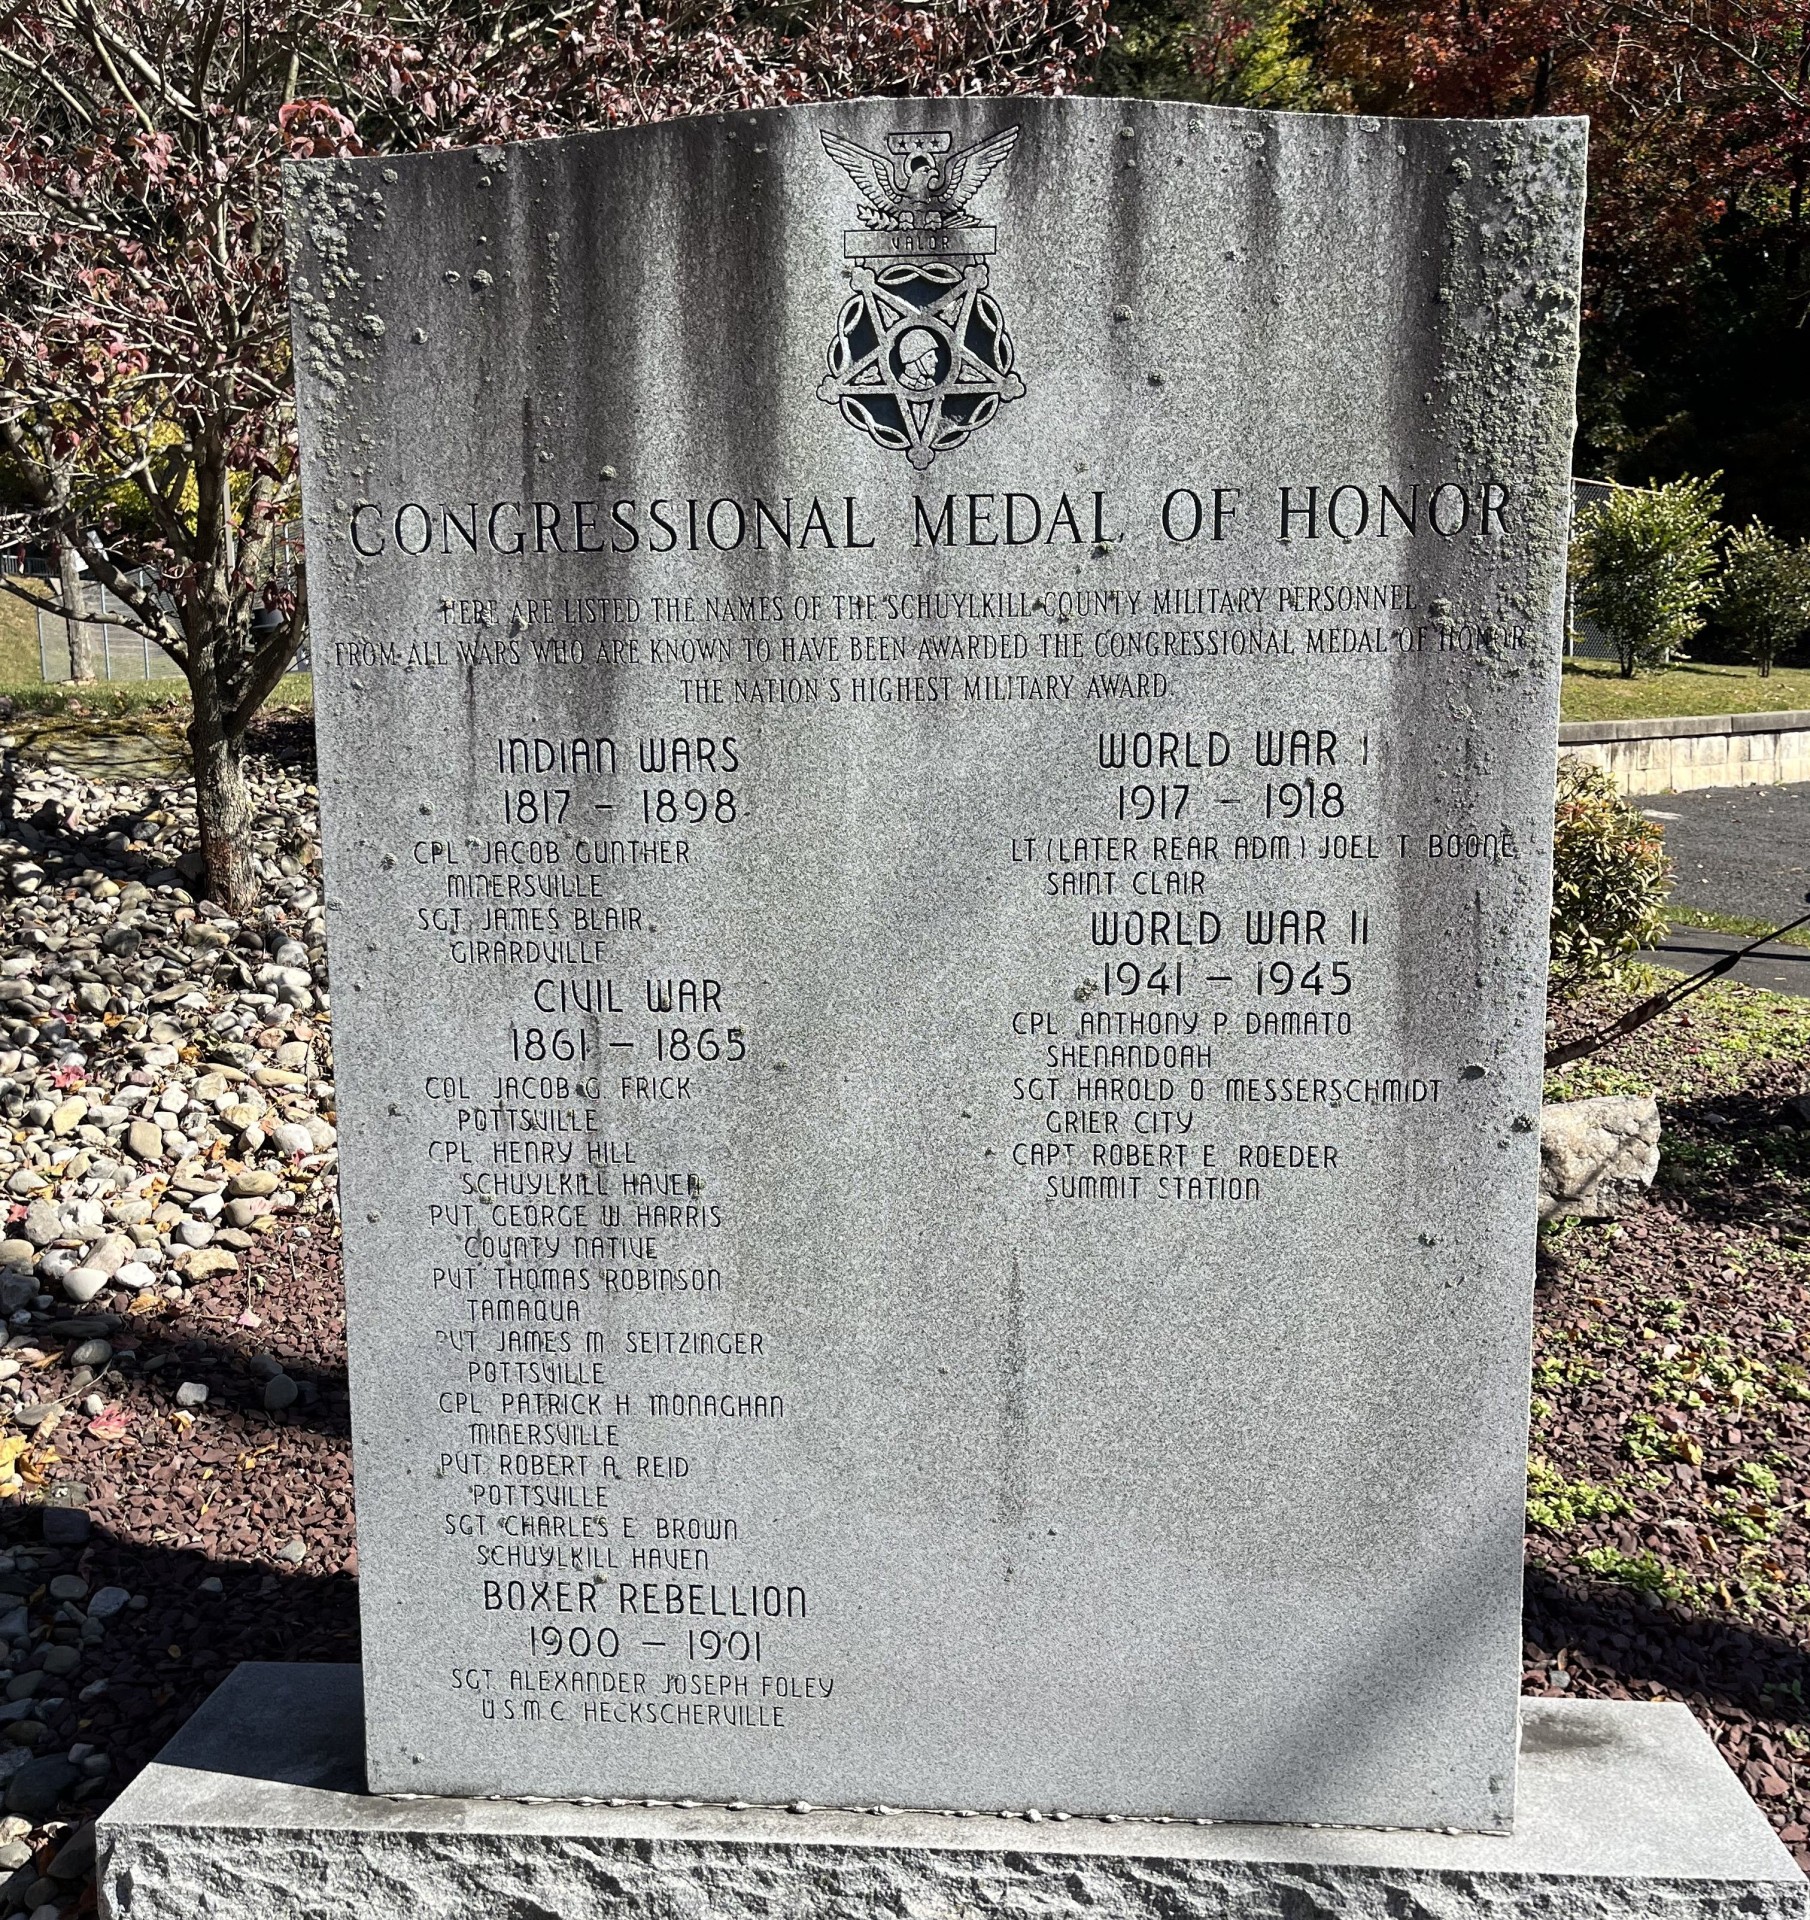 VALOR
CONGRESSIONAL MEDAL OF HONOR
HERE ARE LISTED THE NAMES OF THE SCHUYLKILL COUNTY MILITARY PERSONNEL
FROM ALL WARS WHO ARE KNOWN TO HAVE BEEN AWARDED THE CONGRESSIONAL MEDAL OF HONOR
THE NATION'S HIGHEST MILITARY AWARD.
INDIAN WARS
1817 - 1898
CPL JACOB GUNTHER
MINERSVILLE
SGT. JAMES BLAIR
GIRARDVILLE
CIVIL WAR
1861 - 1865
COL JACOB G. FRICK
POTTSVILLE
CPL HENRY HILL
SCHUYLKILL HAVEN
PVT. GEORGE W. HARRIS
COUNTY NATIVE
PVT THOMAS ROBINSON
TAMAQUA
PVT JAMES M SEITZINGER
POTTSVILLE
CPL PATRICK H. MONAGHAN
MINERSVILLE
PVT. ROBERT A. REID
POTTSVILLE
SGT CHARLES E. BROWN
SCHUYLKILL HAVEN
BOXER REBELLION
1900 - 1901
SGT ALEXANDER JOSEPH FOLEY
U.S.M.C. HECKSCHERVILLE
WORLD WAR I
1917 - 1918
LT (LATER REAR ADM.) JOEL T. BOONE
SAINT CLAIR
WORLD WAR II
1941 - 1945
CPL ANTHONY P. DAMATO
SHENANDOAH
SGT HAROLD O MESSERSCHMIDT
GRIER CITY
CAPT ROBERT E. ROEDER
SUMMIT STATION